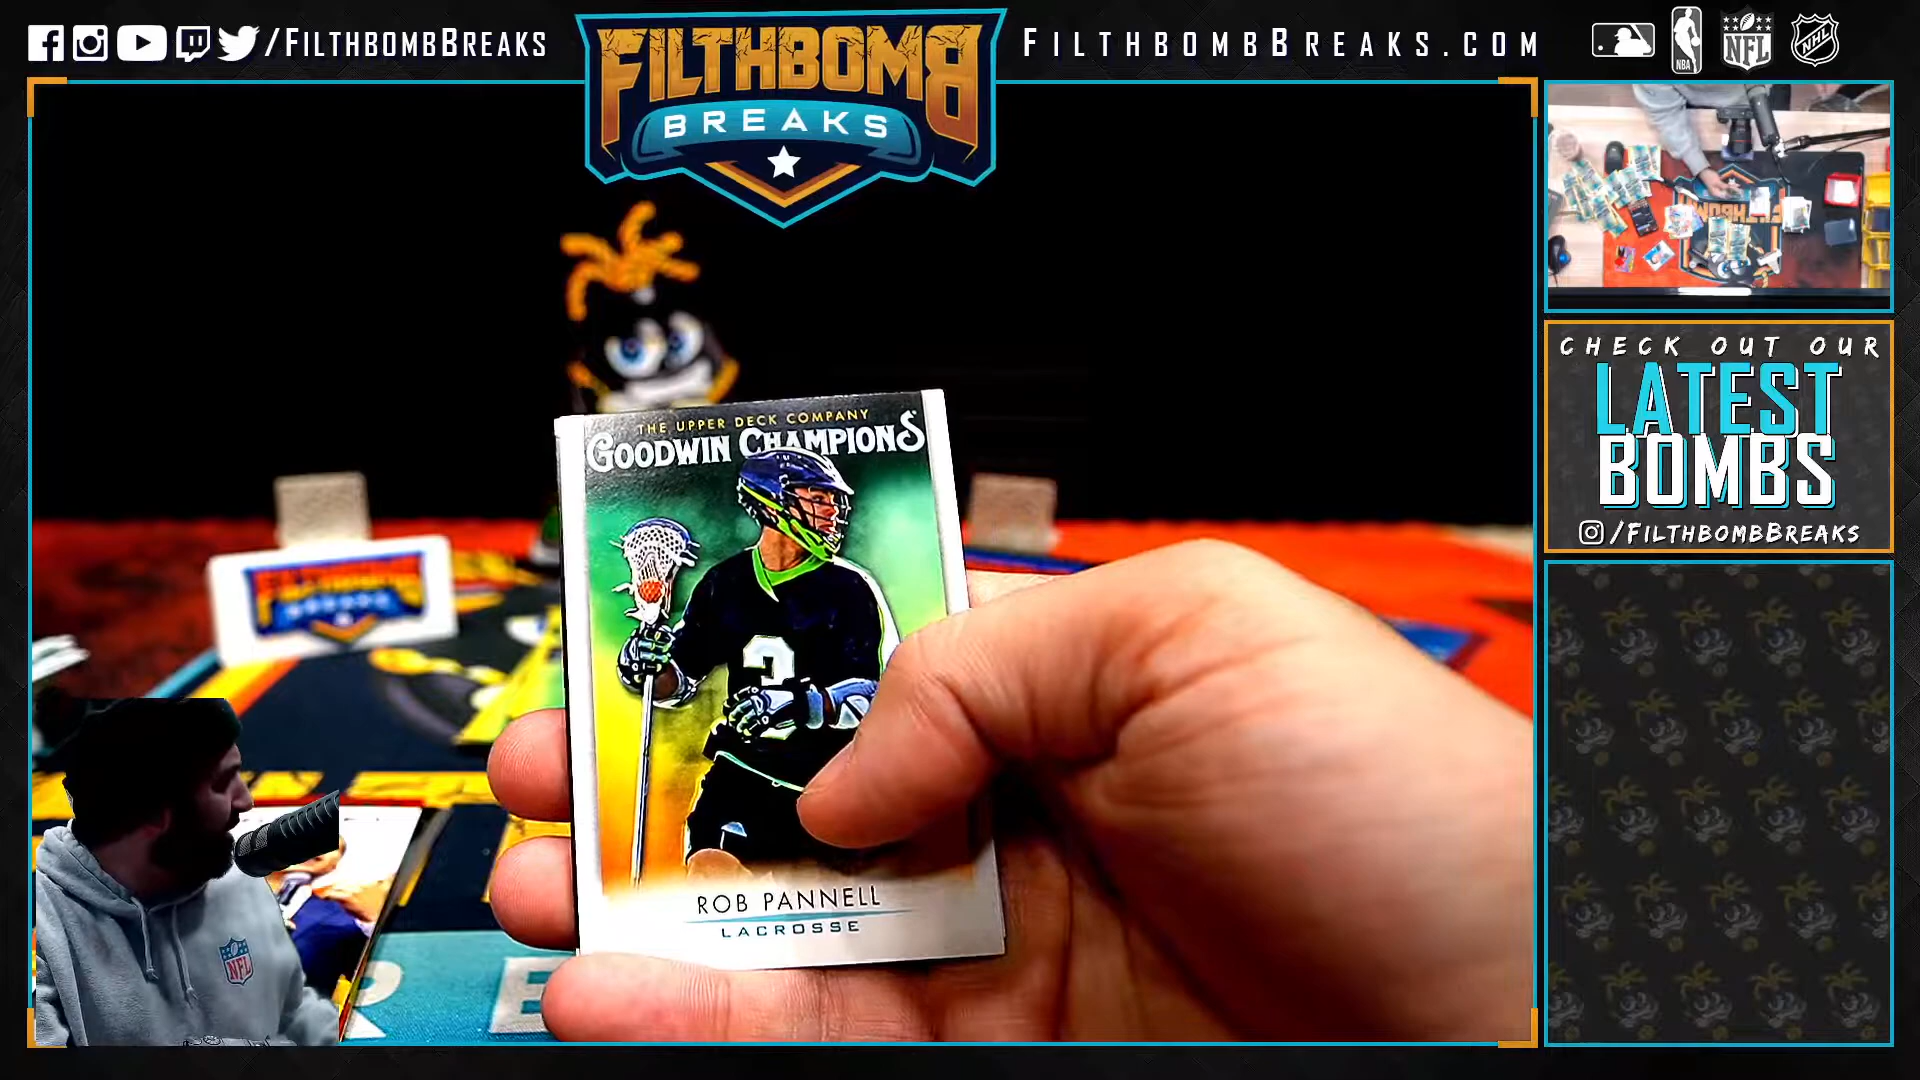 /FILTHBOMBBREAKS
FILTHBOMB
BREAKS
FILTHBOMBBREAKS.COM
NBA
NFL
NHL
CHECK OUT OUR
LATEST
BOMBS
/FILTHBOMBBREAKS
THE UPPER DECK COMPANY
GOODWIN CHAMPIONS
2
ROB PANNELL
LACROSSE
NFL